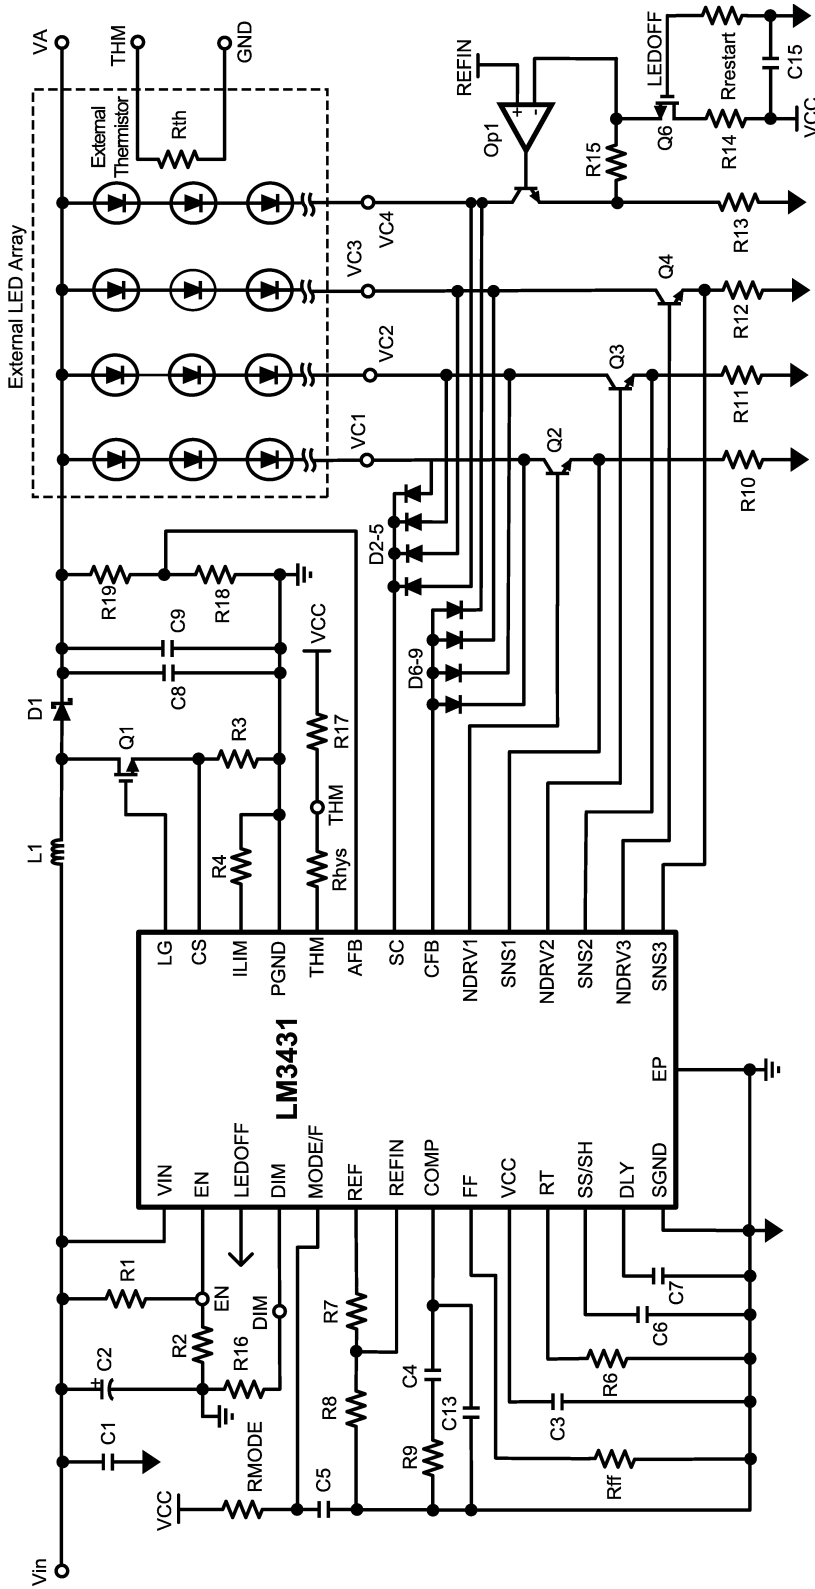 Vin
C1
C2
R1
L1
D1
VA
VCC
RMODE
C5
R2
R16
EN
DIM
R8
R7
R9
C4
C13
Rff
C3
R6
C6
C7
VIN
EN
LEDOFF
DIM
MODE/F
REF
REFIN
COMP
FF
VCC
RT
SS/SH
DLY
SGND
EP
LM3431
LG
CS
ILIM
PGND
THM
AFB
SC
CFB
NDRV1
SNS1
NDRV2
SNS2
NDRV3
SNS3
Q1
R3
R4
Rhys
THM
R17
VCC
C8
C9
R19
R18
D2-5
D6-9
External LED Array
External
Thermistor
Rth
THM
GND
VC1
VC2
VC3
VC4
Q2
Q3
Q4
R10
R11
R12
R13
Op1
+
-
REFIN
R15
Q6
LEDOFF
R14
Rrestart
C15
VCC